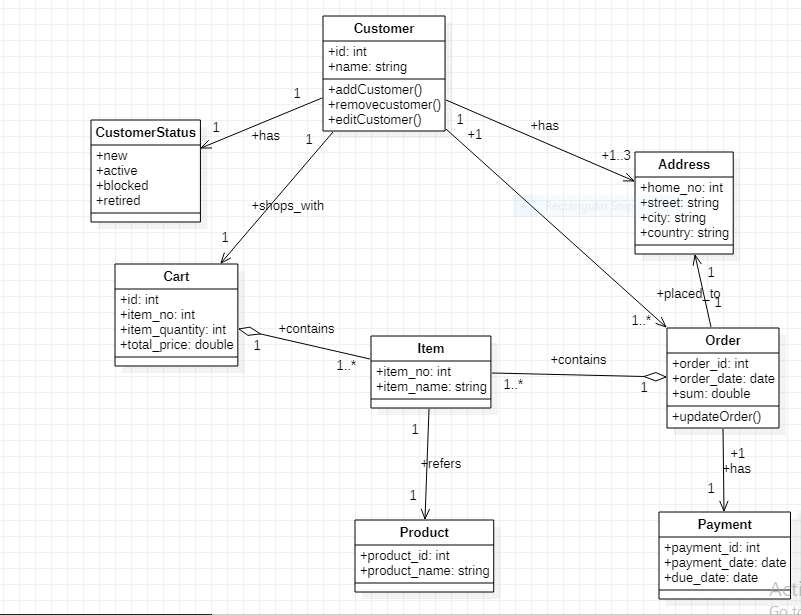 Customer
+id: int
+name: string
+addCustomer()
+removecustomer()
+editCustomer()
1
1
+has
CustomerStatus
+new
+active
+blocked
+retired
1
+shops_with
1
1
+1
+has
+1..3
Address
+home_no: int
+street: string
+city: string
+country: string
Rectangular Snip
Cart
+id: int
+item_no: int
+item_quantity: int
+total_price: double
+contains
1
1..*
Item
+item_no: int
+item_name: string
1..*
+contains
1
1..*
1
+placed_to
1
Order
+order_id: int
+order_date: date
+sum: double
+updateOrder()
1
+refers
1
Product
+product_id: int
+product_name: string
+1
+has
1
Payment
+payment_id: int
+payment_date: date
+due_date: date
Acti
Go to